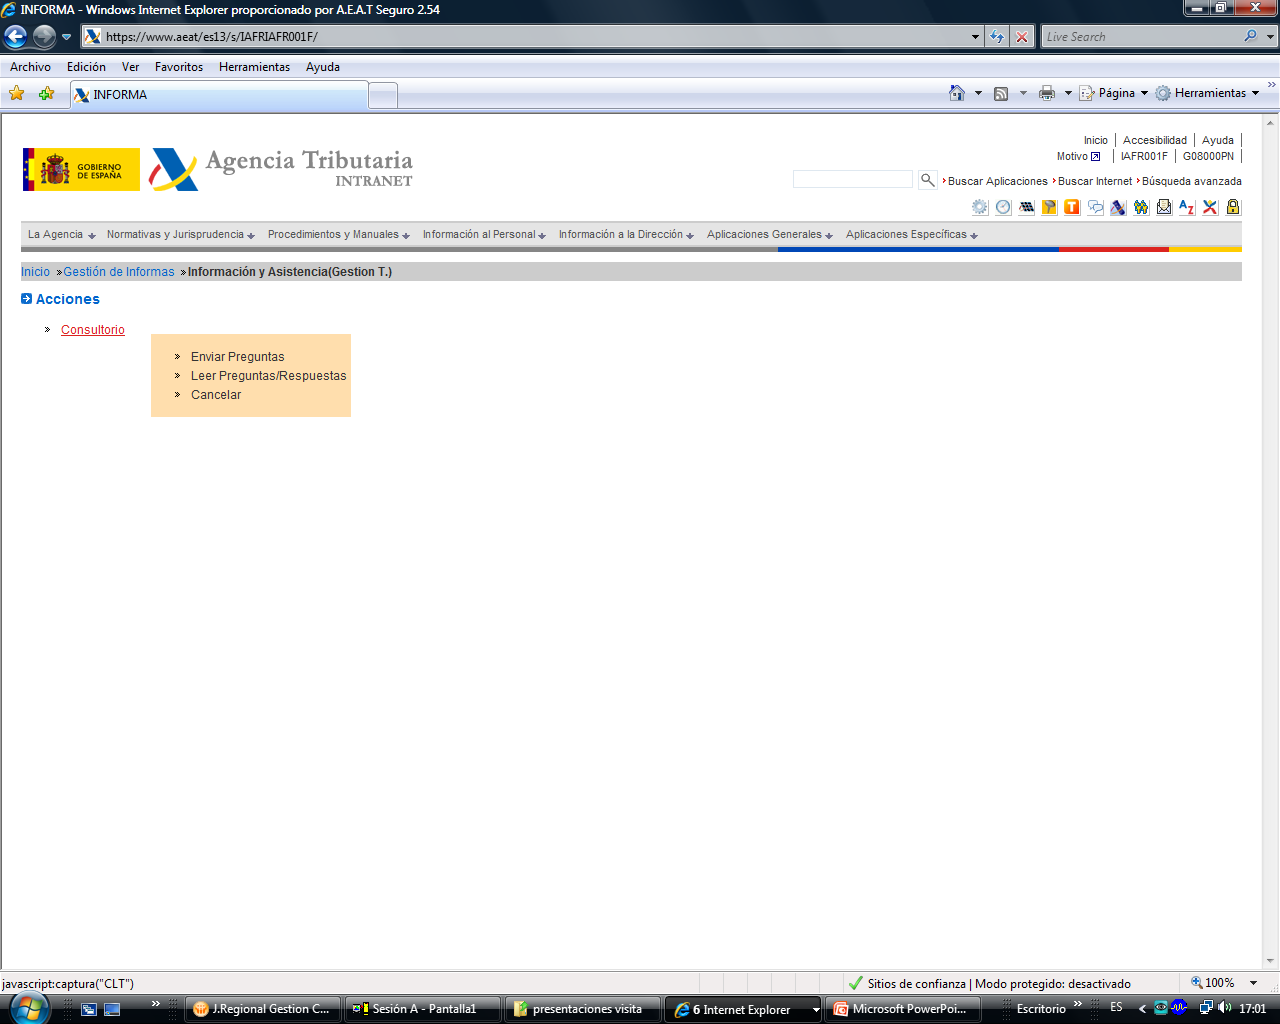 INFORMA - Windows Internet Explorer proporcionado por A.E.A.T Seguro 2.54
https://www.aeat/es13/s/IAFRIAFR001F/
Live Search
Archivo Edición Ver Favoritos Herramientas Ayuda
INFORMA
Página Herramientas
Inicio Accesibilidad Ayuda
Motivo IAFR001F G08000PN
GOBIERNO DE ESPAÑA
Agencia Tributaria
INTRANET
Buscar Aplicaciones Buscar Internet Búsqueda avanzada
La Agencia Normativas y Jurisprudencia Procedimientos y Manuales Información al Personal Información a la Dirección Aplicaciones Generales Aplicaciones Específicas
Inicio »Gestión de Informas »Información y Asistencia(Gestion T.)
Acciones
» Consultorio
» Enviar Preguntas
» Leer Preguntas/Respuestas
» Cancelar
javascript:captura("CLT")
Sitios de confianza | Modo protegido: desactivado
100%
J.Regional Gestion C...
Sesión A - Pantalla1
presentaciones visita
6 Internet Explorer
Microsoft PowerPoi...
Escritorio
ES
17:01